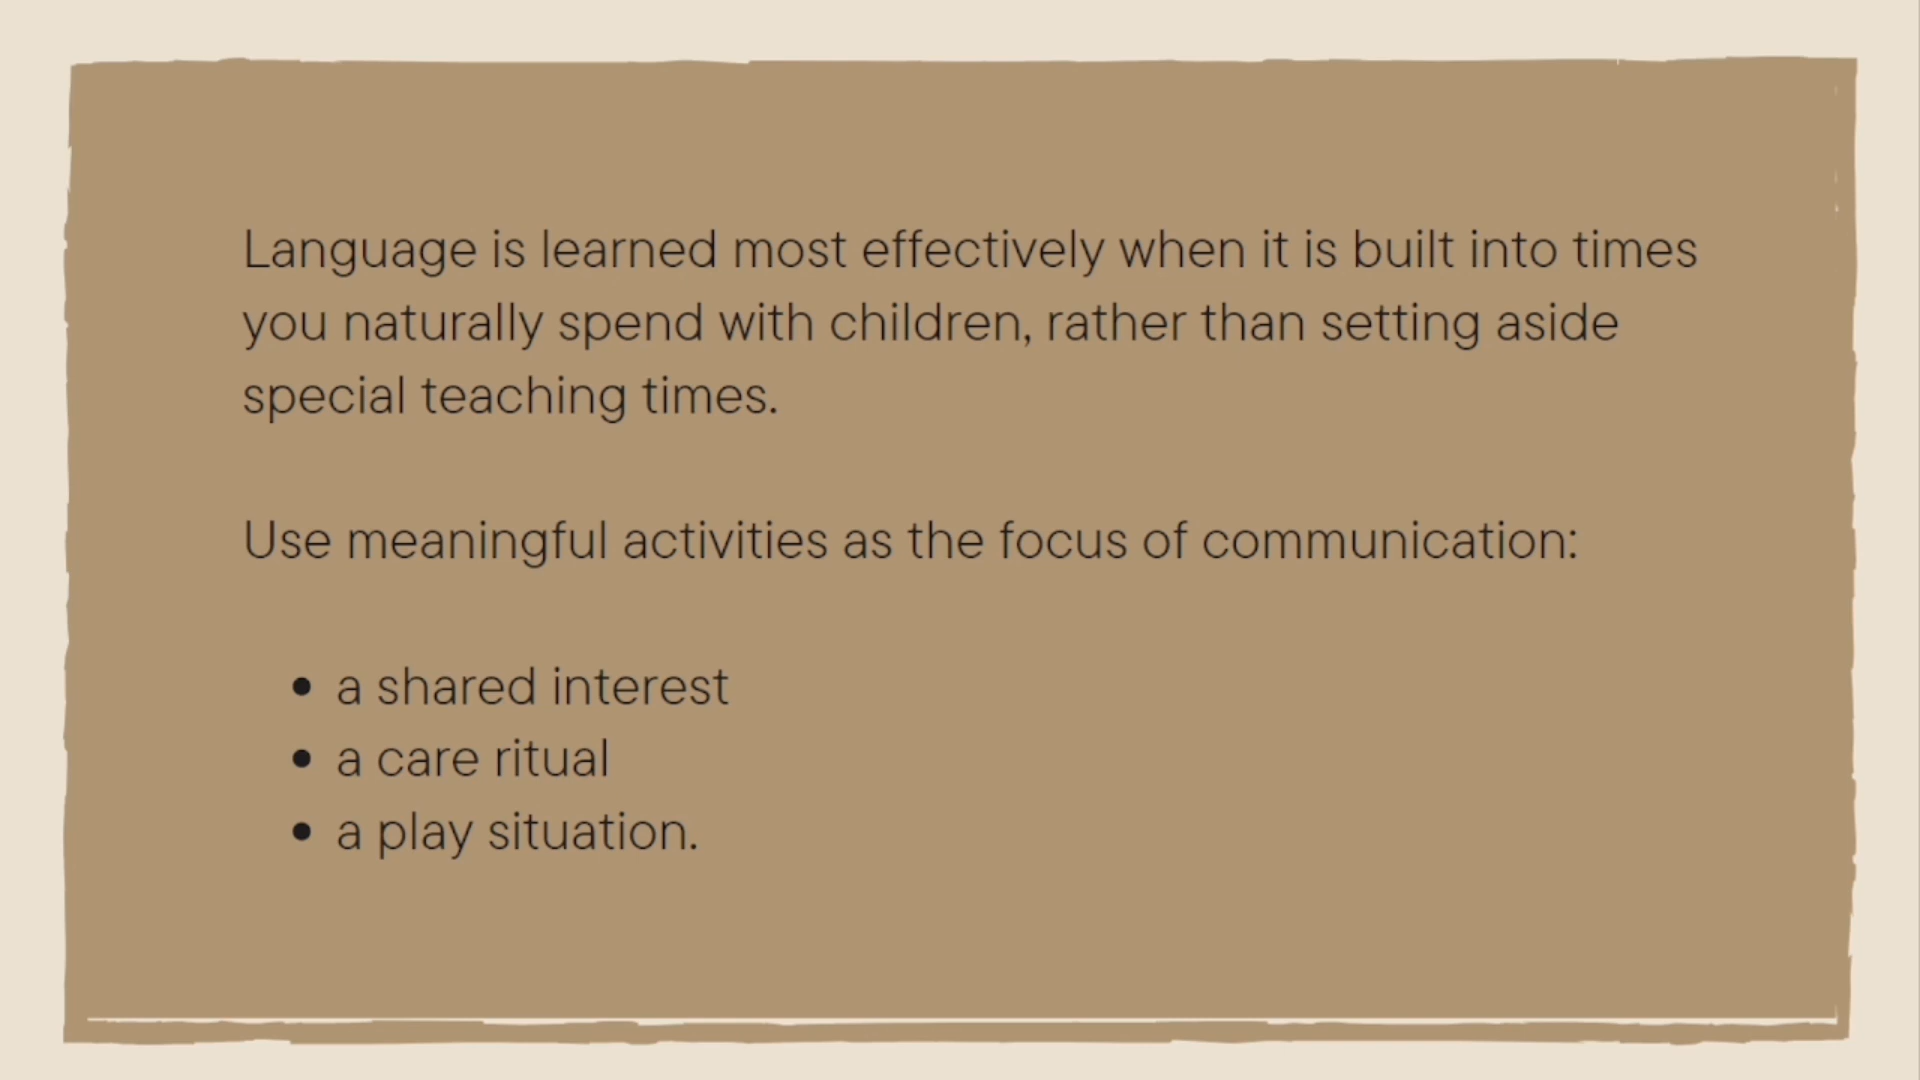 Language is learned most effectively when it is built into times
you naturally spend with children, rather than setting aside
special teaching times.
Use meaningful activities as the focus of communication:
• a shared interest
• a care ritual
• a play situation.